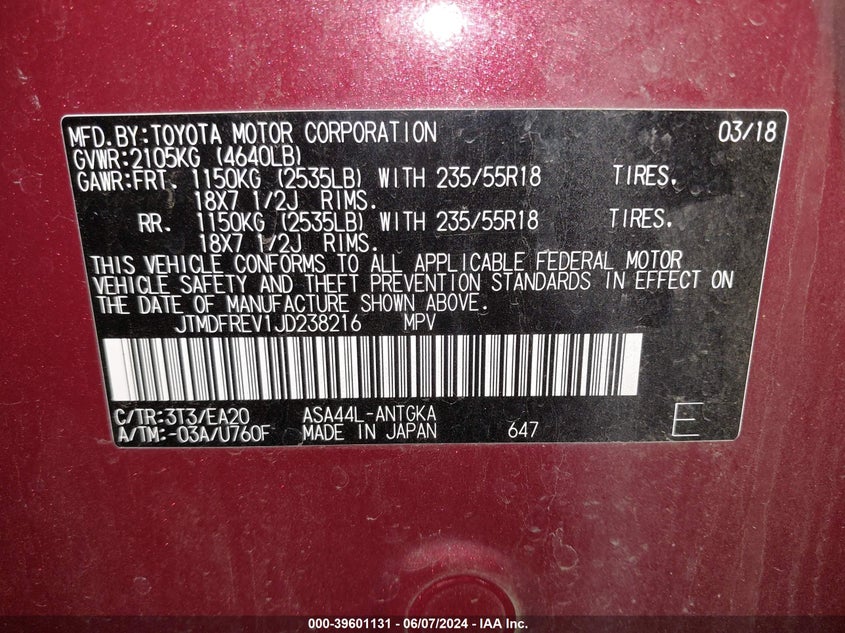 MFD.BY:TOYOTA MOTOR CORPORATION 03/18
GVWR:2105KG (4640LB)
GAWR:FRT. 1150KG (2535LB) WITH 235/55R18 TIRES.
18X7 1/2J RIMS.
RR. 1150KG (2535LB) WITH 235/55R18 TIRES.
18X7 1/2J RIMS.
THIS VEHICLE CONFORMS TO ALL APPLICABLE FEDERAL MOTOR
VEHICLE SAFETY AND THEFT PREVENTION STANDARDS IN EFFECT ON
THE DATE OF MANUFACTURE SHOWN ABOVE.
JTMDFREV1JD238216 MPV
C/TR:3T3/EA20 ASA44L-ANTGKA
A/TM:-03A/U760F MADE IN JAPAN 647 E
000-39601131 - 06/07/2024 - IAA Inc.